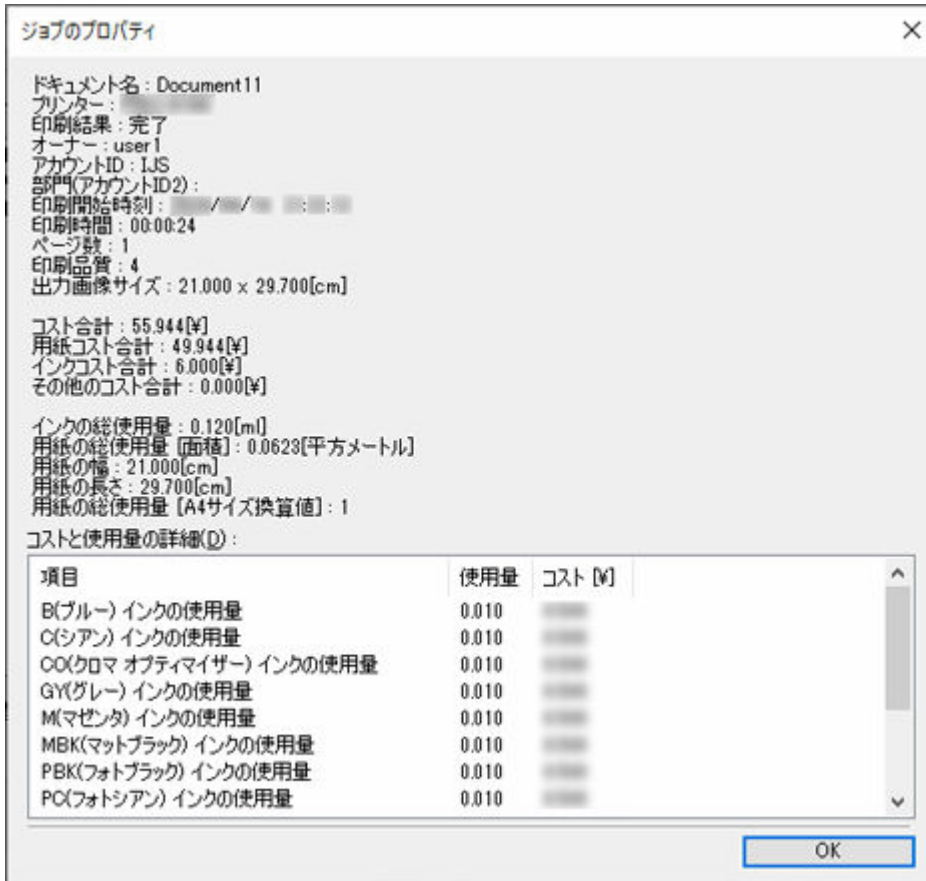 ジョブのプロパティ
ドキュメント名 : Document11
プリンター :
印刷結果 : 完了
オーナー : user1
アカウントID : IJS
部門(アカウントID2) :
印刷開始時刻 : / / : :
印刷時間 : 00:00:24
ページ数 : 1
印刷品質 : 4
出力画像サイズ : 21.000 x 29.700[cm]
コスト合計 : 55.944[¥]
用紙コスト合計 : 49.944[¥]
インクコスト合計 : 6.000[¥]
その他のコスト合計 : 0.000[¥]
インクの総使用量 : 0.120[ml]
用紙の総使用量 [面積] : 0.0623[平方メートル]
用紙の幅 : 21.000[cm]
用紙の長さ : 29.700[cm]
用紙の総使用量 [A4サイズ換算値] : 1
コストと使用量の詳細(D) :
項目 使用量 コスト [¥]
B(ブルー) インクの使用量 0.010
C(シアン) インクの使用量 0.010
CO(クロマ オプティマイザー) インクの使用量 0.010
GY(グレー) インクの使用量 0.010
M(マゼンタ) インクの使用量 0.010
MBK(マットブラック) インクの使用量 0.010
PBK(フォトブラック) インクの使用量 0.010
PC(フォトシアン) インクの使用量 0.010
OK